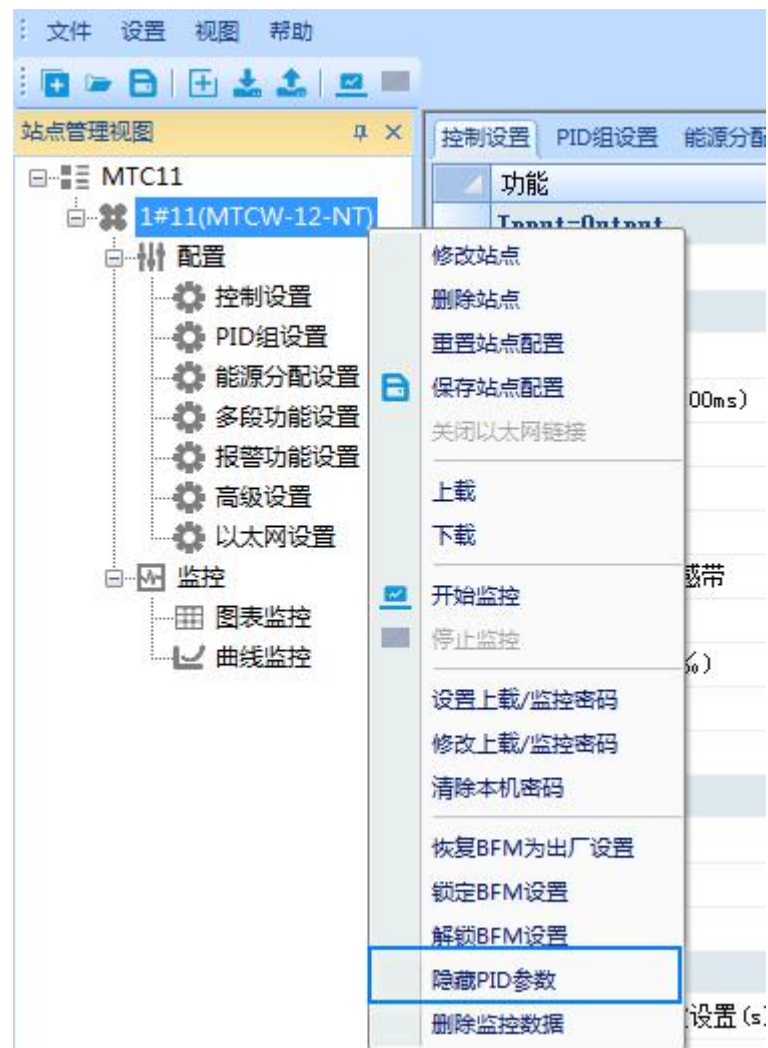 文件 设置 视图 帮助
站点管理视图
MTC11
1#11(MTCW-12-NT)
配置
控制设置
PID组设置
能源分配设置
多段功能设置
报警功能设置
高级设置
以太网设置
监控
图表监控
曲线监控
控制设置 PID组设置 能源分配
功能
Input-Output
修改站点
删除站点
重置站点配置
保存站点配置
关闭以太网链接
上载
下载
开始监控
停止监控
设置上载/监控密码
修改上载/监控密码
清除本机密码
恢复BFM为出厂设置
锁定BFM设置
解锁BFM设置
隐藏PID参数
删除监控数据
00ms)
感带
‰)
设置(s)